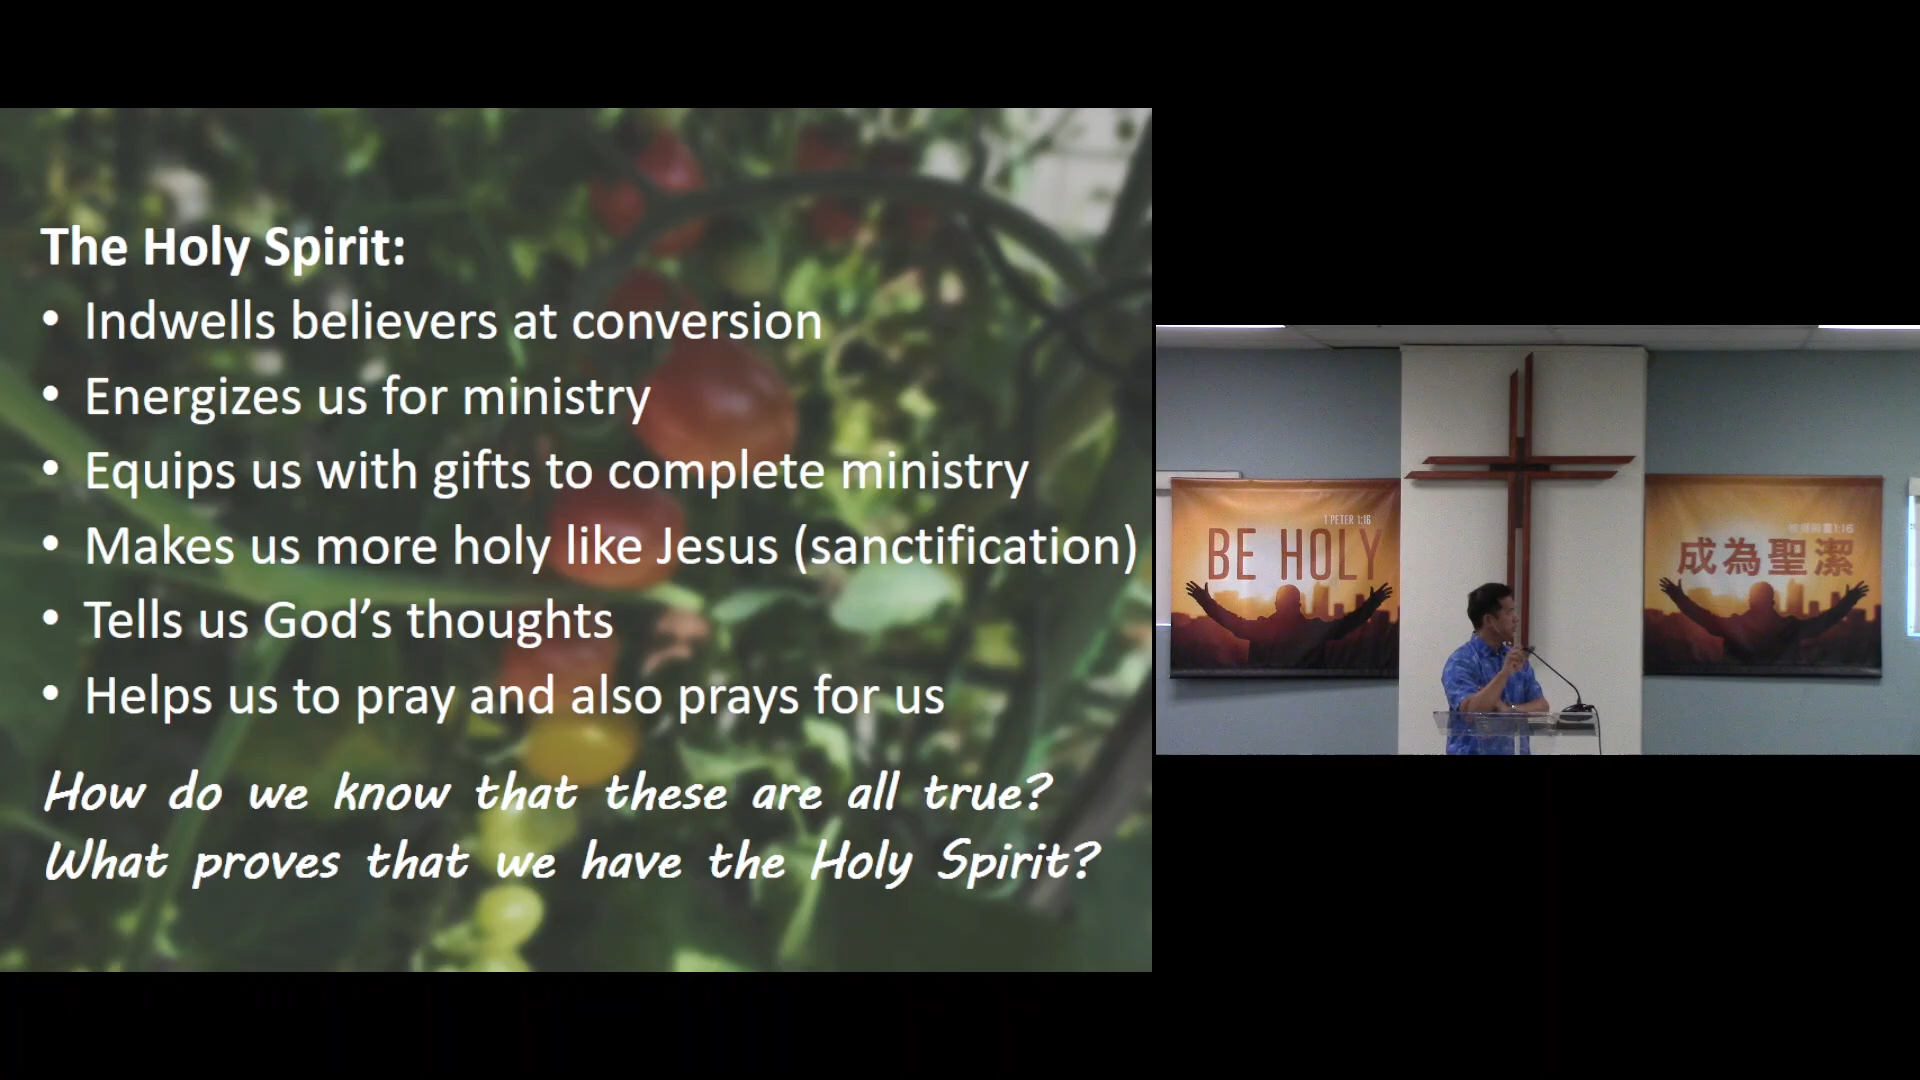 The Holy Spirit:
• Indwells believers at conversion
• Energizes us for ministry
• Equips us with gifts to complete ministry
• Makes us more holy like Jesus (sanctification)
• Tells us God’s thoughts
• Helps us to pray and also prays for us
How do we know that these are all true?
What proves that we have the Holy Spirit?
1 PETER 1:16
BE HOLY
成為聖潔